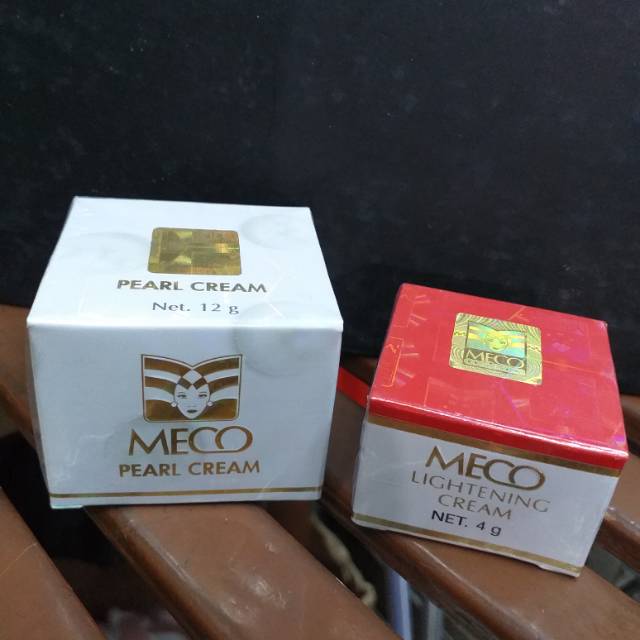 PEARL CREAM
Net. 12 g
MECO
PEARL CREAM
MECO
MECO
LIGHTENING
CREAM
NET. 4 g